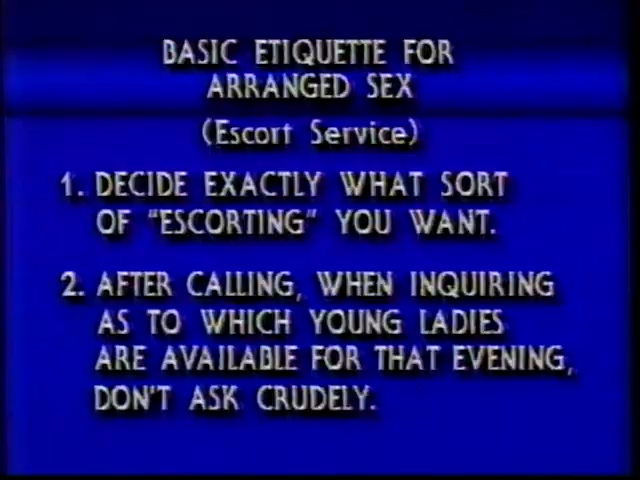 BASIC ETIQUETTE FOR
ARRANGED SEX
(Escort Service)
1. DECIDE EXACTLY WHAT SORT
OF "ESCORTING" YOU WANT.
2. AFTER CALLING, WHEN INQUIRING
AS TO WHICH YOUNG LADIES
ARE AVAILABLE FOR THAT EVENING,
DON'T ASK CRUDELY.